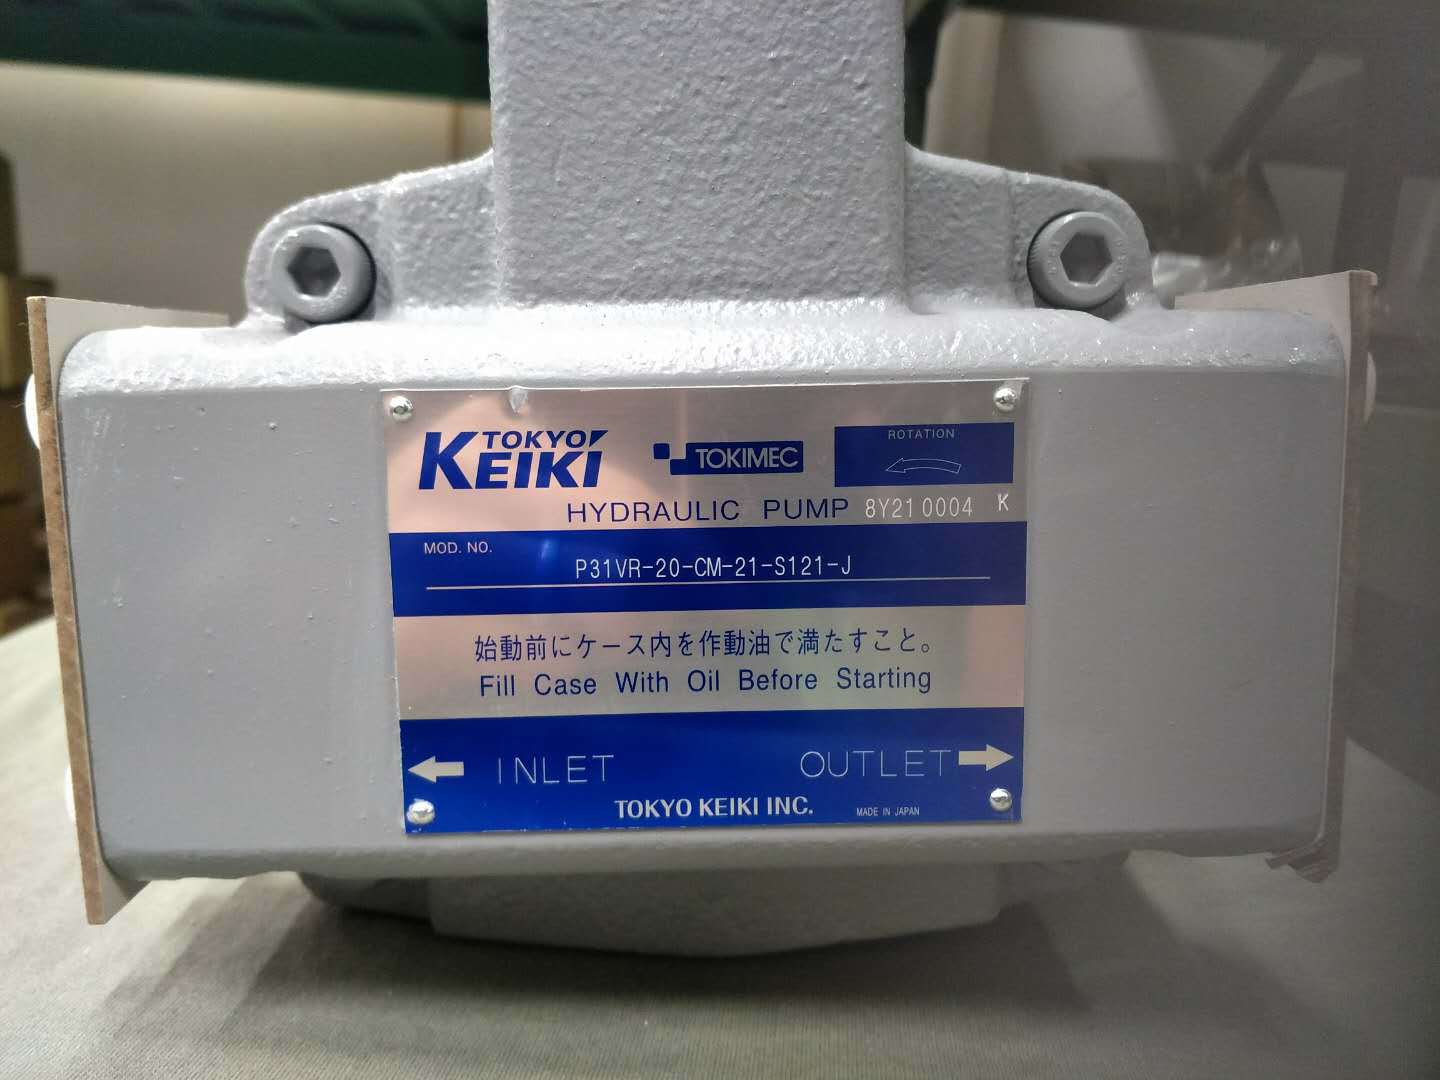 TOKYO
KEIKI
TOKIMEC
ROTATION
HYDRAULIC PUMP 8Y21 0004 K
MOD. NO.
P31VR-20-CM-21-S121-J
始動前にケース内を作動油で満たすこと。
Fill Case With Oil Before Starting
INLET
OUTLET
TOKYO KEIKI INC. MADE IN JAPAN